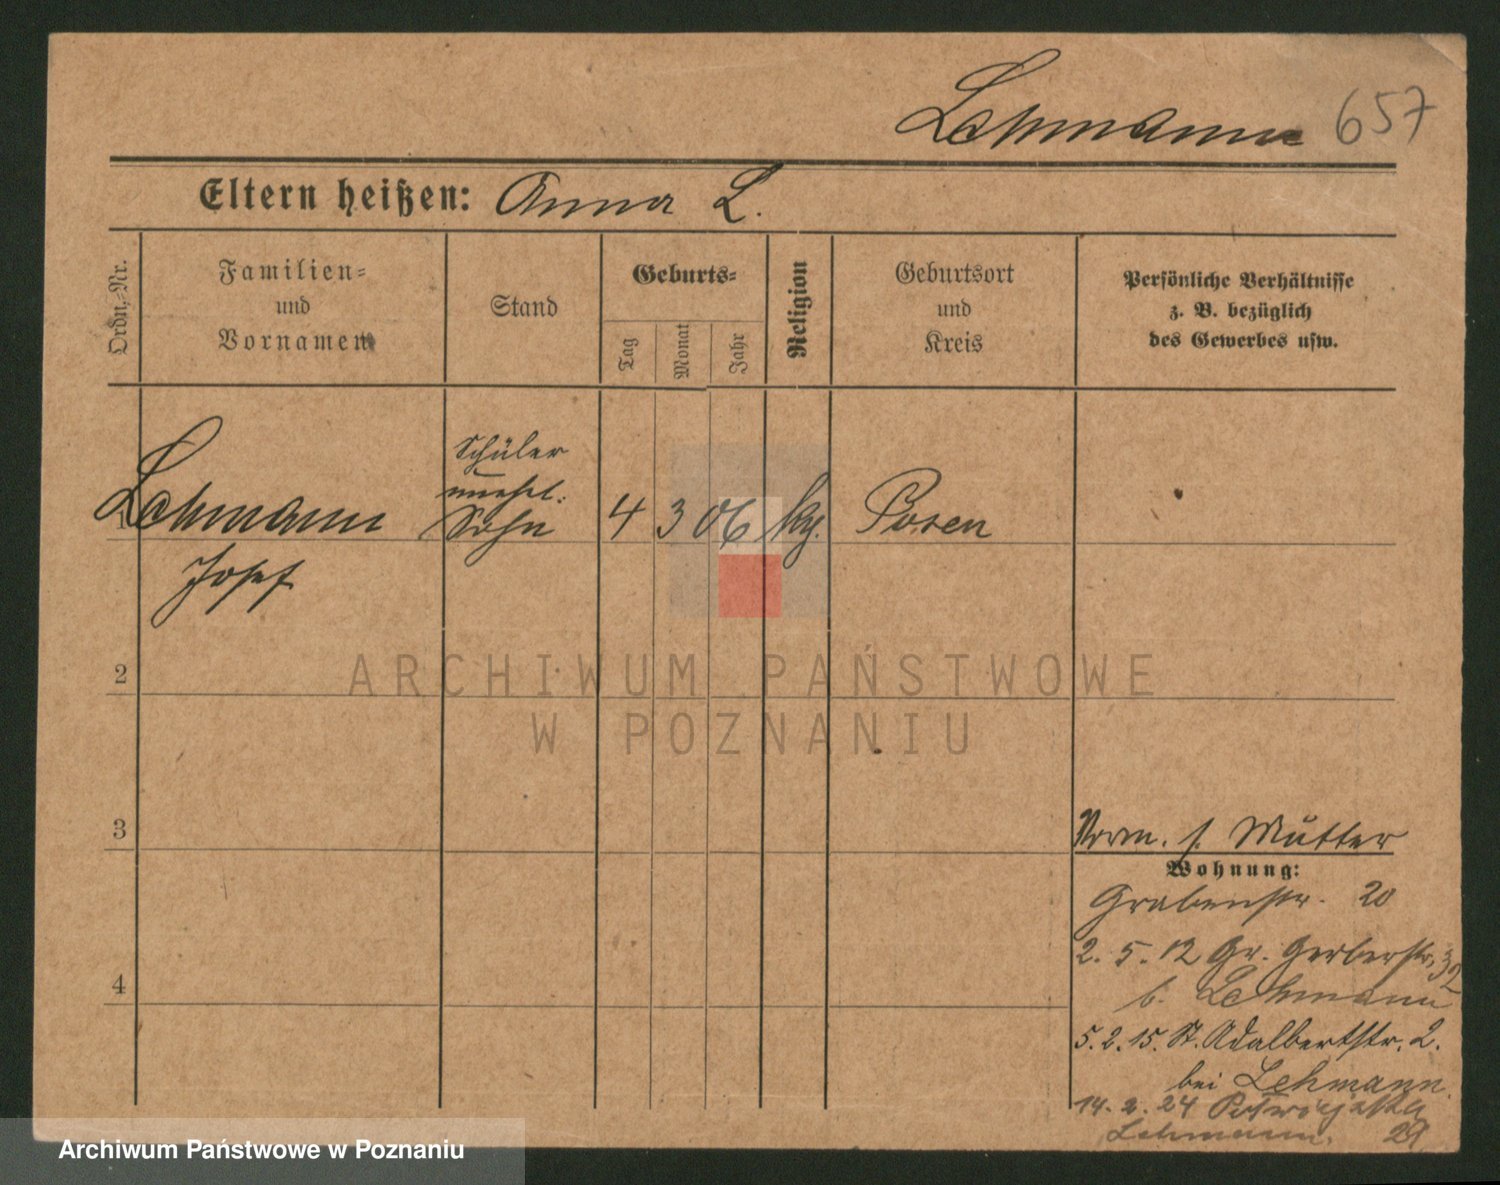 Lehmann 657
Eltern heißen: Anna L.
Ordn.-Nr.
Familien-
und
Vornamen
Stand
Geburts-
Tag
Monat
Jahr
Religion
Geburtsort
und
Kreis
Persönliche Verhältnisse
z. B. bezüglich
des Gewerbes usw.
Schüler
unehel.
1 Lehmann Sohn 4 3 06 kg. Posen
Josef
2
3
4
Vorm. s. Mutter
Wohnung:
Grabenstr. 20
2. 5. 12 Gr. Gerberstr. 32
b. Lehmann
5. 2. 15. St. Adalbertstr. 2.
bei Lehmann
14. 2. 24
Lehmann. 29
ARCHIWUM PAŃSTWOWE
W POZNANIU
Archiwum Państwowe w Poznaniu